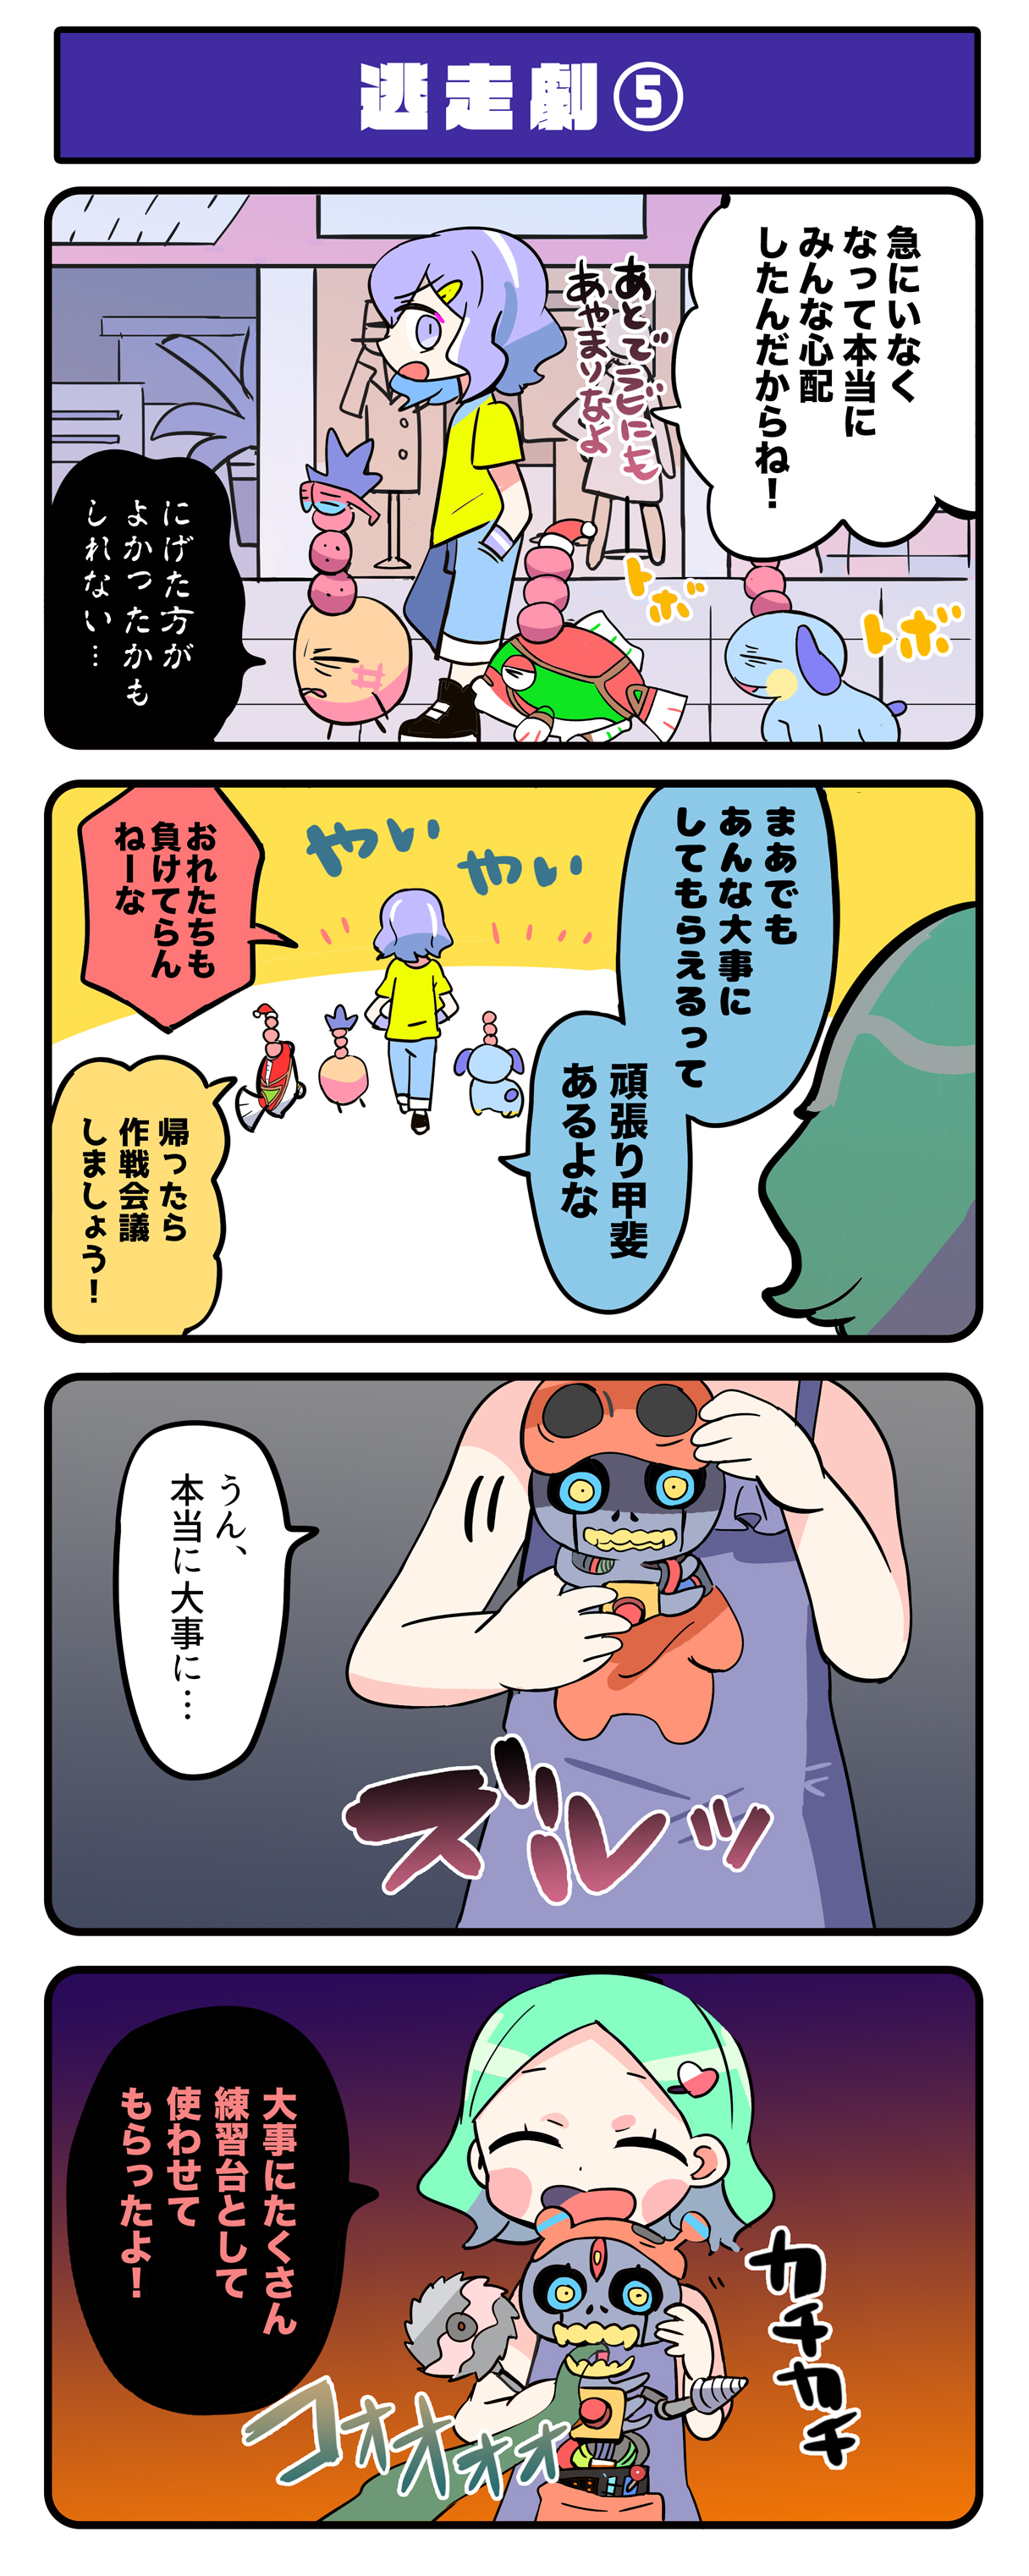 逃走劇⑤
急にいなく
なって本当に
みんな心配
したんだからね！
あとでラビにも
あやまりなよ
トボ
トボ
にげた方が
よかったかも
しれない…
まあでも
あんな大事に
してもらえるって
頑張り甲斐
あるよな
やい
やい
おれたちも
負けてらん
ねーな
帰ったら
作戦会議
しましょう！
うん、
本当に大事に…
ズルッ
大事にたくさん
練習台として
使わせて
もらったよ！
カチカチ
コォオォォ